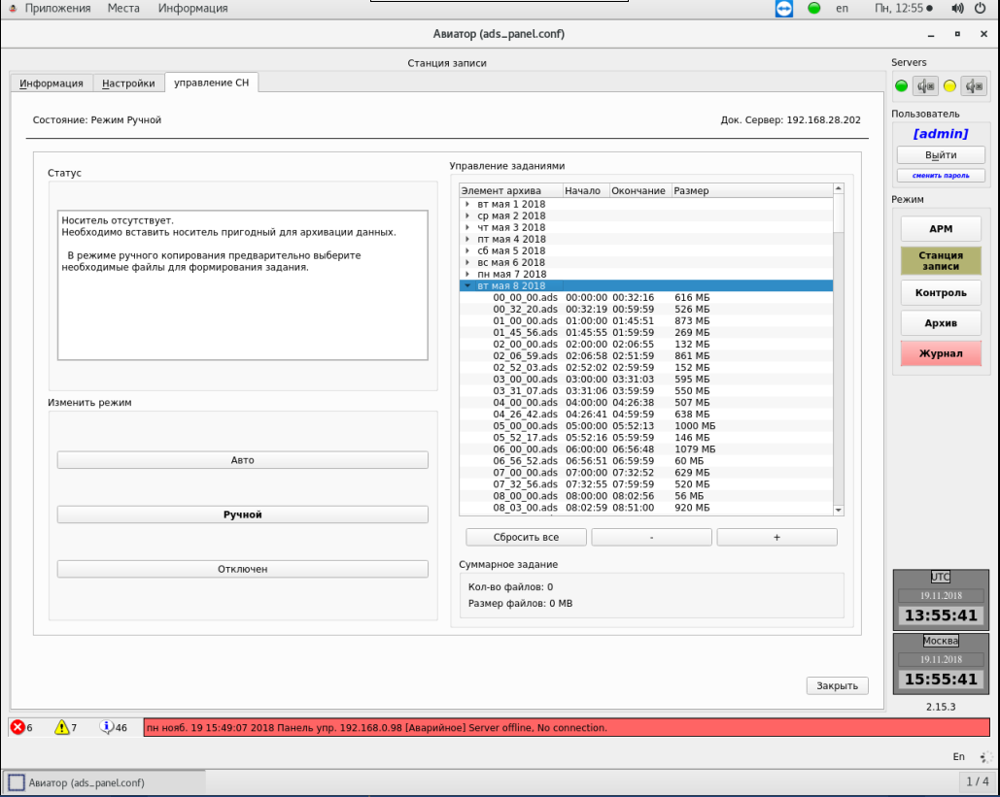 Приложения Места Информация
en Пн, 12:55
Авиатор (ads_panel.conf)
Станция записи
Информация Настройки управление СН
Состояние: Режим Ручной
Док. Сервер: 192.168.28.202
Статус
Носитель отсутствует.
Необходимо вставить носитель пригодный для архивации данных.
В режиме ручного копирования предварительно выберите
необходимые файлы для формирования задания.
Изменить режим
Авто
Ручной
Отключен
Управление заданиями
Элемент архива Начало Окончание Размер
вт мая 1 2018
ср мая 2 2018
чт мая 3 2018
пт мая 4 2018
сб мая 5 2018
вс мая 6 2018
пн мая 7 2018
вт мая 8 2018
00_00_00.ads 00:00:00 00:32:16 616 МБ
00_32_20.ads 00:32:19 00:59:59 526 МБ
01_00_00.ads 01:00:00 01:45:51 873 МБ
01_45_56.ads 01:45:55 01:59:59 269 МБ
02_00_00.ads 02:00:00 02:06:55 132 МБ
02_06_59.ads 02:06:58 02:51:59 861 МБ
02_52_03.ads 02:52:02 02:59:59 152 МБ
03_00_00.ads 03:00:00 03:31:03 595 МБ
03_31_07.ads 03:31:06 03:59:59 550 МБ
04_00_00.ads 04:00:00 04:26:38 507 МБ
04_26_42.ads 04:26:41 04:59:59 638 МБ
05_00_00.ads 05:00:00 05:52:13 1000 МБ
05_52_17.ads 05:52:16 05:59:59 146 МБ
06_00_00.ads 06:00:00 06:56:48 1079 МБ
06_56_52.ads 06:56:51 06:59:59 60 МБ
07_00_00.ads 07:00:00 07:32:52 629 МБ
07_32_56.ads 07:32:55 07:59:59 520 МБ
08_00_00.ads 08:00:00 08:02:56 56 МБ
08_03_00.ads 08:02:59 08:51:00 920 МБ
Сбросить все - +
Суммарное задание
Кол-во файлов: 0
Размер файлов: 0 MB
Закрыть
Servers
Пользователь
[admin]
Выйти
сменить пароль
Режим
АРМ
Станция
записи
Контроль
Архив
Журнал
UTC
19.11.2018
13:55:41
Москва
19.11.2018
15:55:41
2.15.3
6 7 46 пн нояб. 19 15:49:07 2018 Панель упр. 192.168.0.98 [Аварийное] Server offline, No connection.
En
Авиатор (ads_panel.conf)
1 / 4